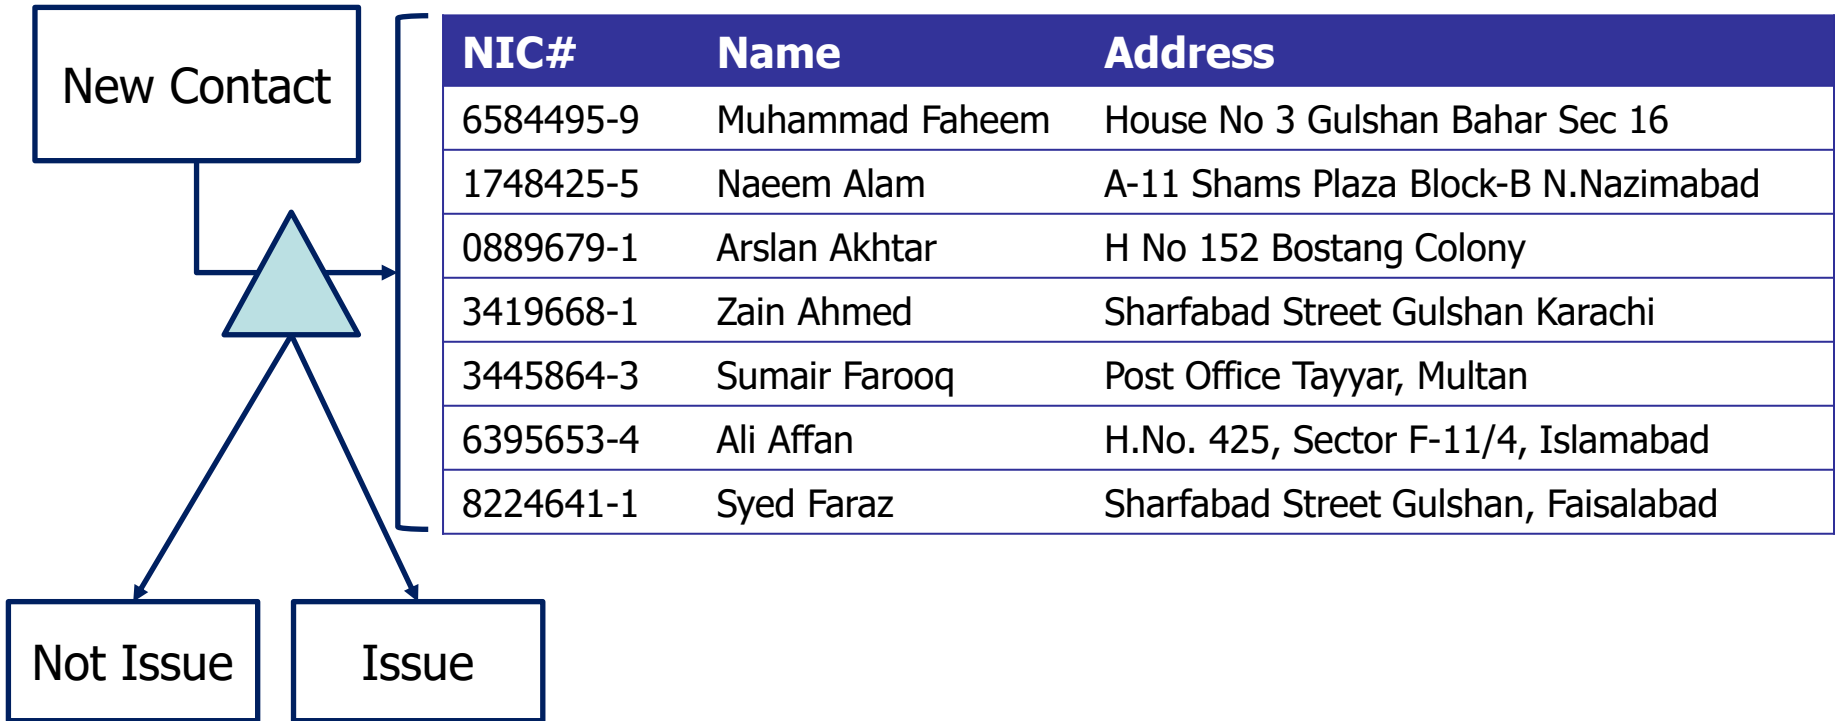 New Contact
NIC# Name Address
6584495-9 Muhammad Faheem House No 3 Gulshan Bahar Sec 16
1748425-5 Naeem Alam A-11 Shams Plaza Block-B N.Nazimabad
0889679-1 Arslan Akhtar H No 152 Bostang Colony
3419668-1 Zain Ahmed Sharfabad Street Gulshan Karachi
3445864-3 Sumair Farooq Post Office Tayyar, Multan
6395653-4 Ali Affan H.No. 425, Sector F-11/4, Islamabad
8224641-1 Syed Faraz Sharfabad Street Gulshan, Faisalabad
Not Issue
Issue